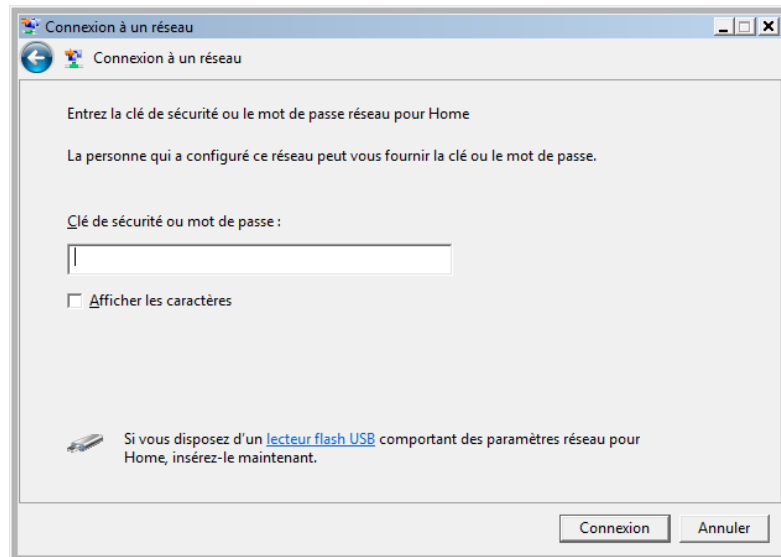 Connexion à un réseau
Connexion à un réseau
Entrez la clé de sécurité ou le mot de passe réseau pour Home
La personne qui a configuré ce réseau peut vous fournir la clé ou le mot de passe.
Clé de sécurité ou mot de passe :
Afficher les caractères
Si vous disposez d'un lecteur flash USB comportant des paramètres réseau pour
Home, insérez-le maintenant.
Connexion
Annuler